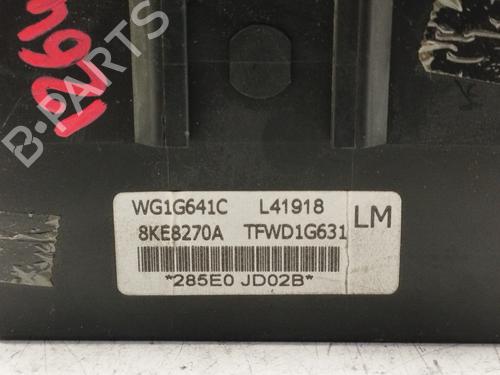 B-PARTS
WG1G641C L41918
8KE8270A TFWD1G631
LM
*285E0 JD02B*